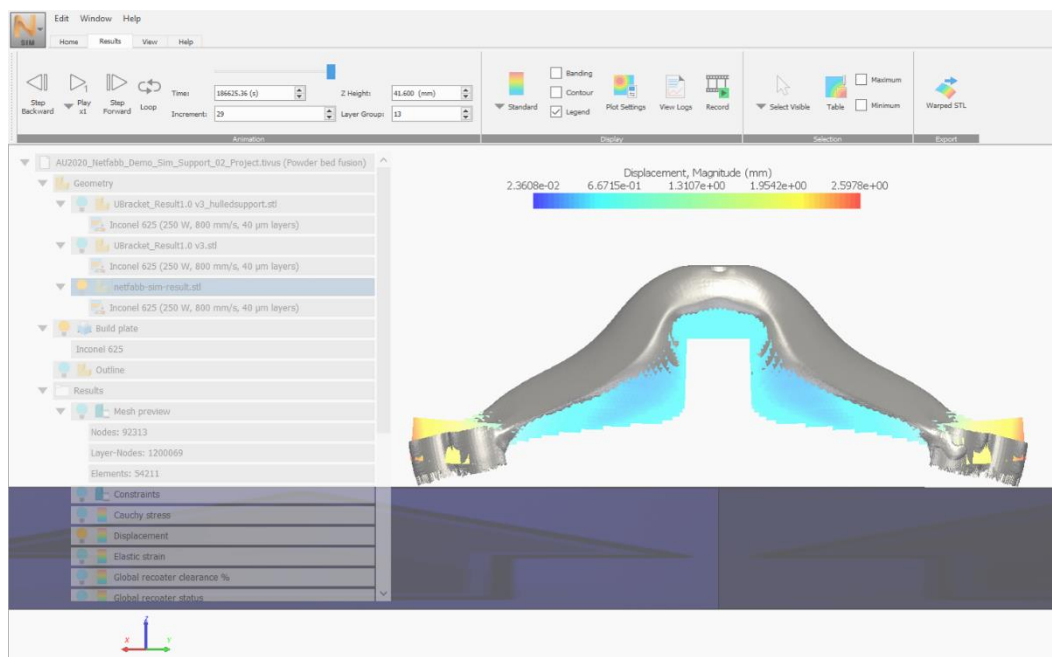 Edit Window Help
SIM
Home Results View Help
Step Backward
Play x1
Step Forward
Loop
Time: 186625.36 (s)
Z Height: 41.600 (mm)
Increment: 29
Layer Group: 13
Animation
Standard
Banding
Contour
Legend
Plot Settings
View Logs
Record
Display
Select Visible
Table
Maximum
Minimum
Selection
Warped STL
Export
AU2020_Netfabb_Demo_Sim_Support_02_Project.tivus (Powder bed fusion)
Geometry
UBracket_Result1.0 v3_hulledsupport.stl
Inconel 625 (250 W, 800 mm/s, 40 µm layers)
UBracket_Result1.0 v3.stl
Inconel 625 (250 W, 800 mm/s, 40 µm layers)
netfabb-sim-result.stl
Inconel 625 (250 W, 800 mm/s, 40 µm layers)
Build plate
Inconel 625
Outline
Results
Mesh preview
Nodes: 92313
Layer-Nodes: 1200069
Elements: 54211
Constraints
Cauchy stress
Displacement
Elastic strain
Global recoater clearance %
Global recoater status
Displacement, Magnitude (mm)
2.3608e-02 6.6715e-01 1.3107e+00 1.9542e+00 2.5978e+00
X Z Y